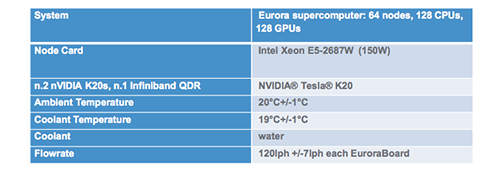 System Eurora supercomputer: 64 nodes, 128 CPUs,
128 GPUs
Node Card Intel Xeon E5-2687W (150W)
n.2 nVIDIA K20s, n.1 Infiniband QDR NVIDIA® Tesla® K20
Ambient Temperature 20°C+/-1°C
Coolant Temperature 19°C+/-1°C
Coolant water
Flowrate 120lph +/-7lph each EuroraBoard